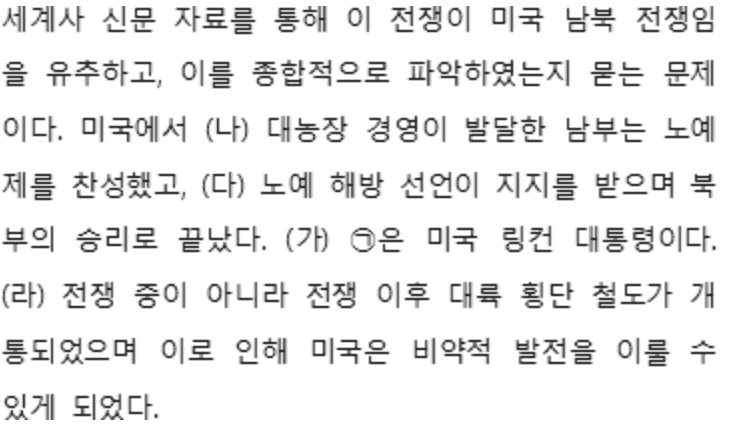 세계사 신문 자료를 통해 이 전쟁이 미국 남북 전쟁임
을 유추하고, 이를 종합적으로 파악하였는지 묻는 문제
이다. 미국에서 (나) 대농장 경영이 발달한 남부는 노예
제를 찬성했고, (다) 노예 해방 선언이 지지를 받으며 북
부의 승리로 끝났다. (가) ㉠은 미국 링컨 대통령이다.
(라) 전쟁 중이 아니라 전쟁 이후 대륙 횡단 철도가 개
통되었으며 이로 인해 미국은 비약적 발전을 이룰 수
있게 되었다.